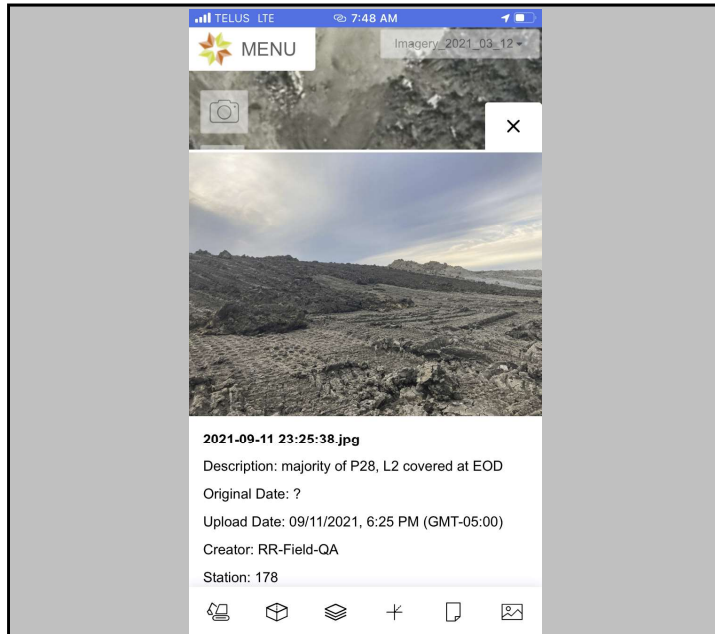 TELUS LTE 7:48 AM
MENU
Imagery_2021_03_12
2021-09-11 23:25:38.jpg
Description: majority of P28, L2 covered at EOD
Original Date: ?
Upload Date: 09/11/2021, 6:25 PM (GMT-05:00)
Creator: RR-Field-QA
Station: 178